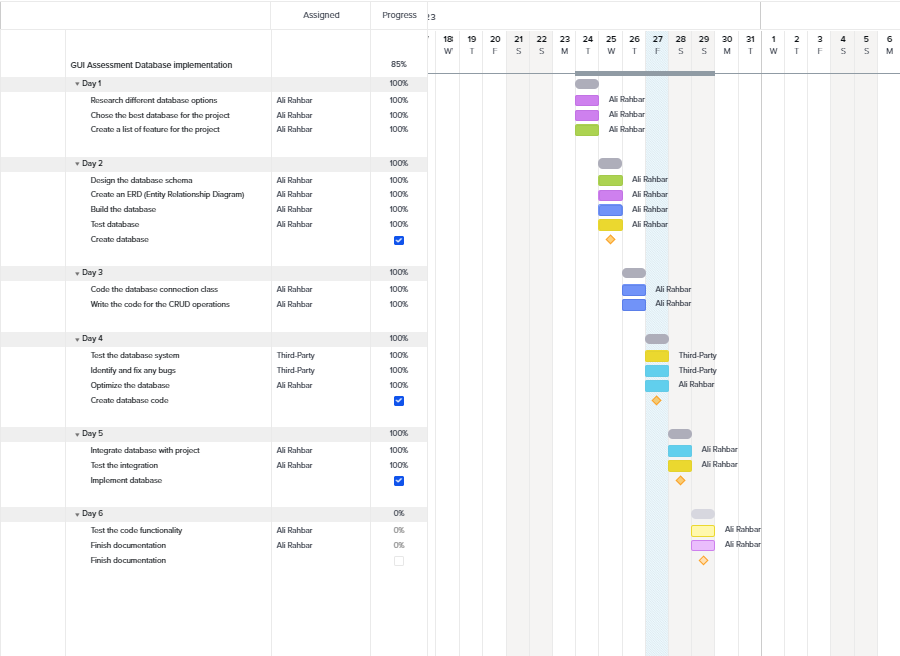 Assigned Progress 23
18 19 20 21 22 23 24 25 26 27 28 29 30 31 1 2 3 4 5 6
W T F S S M T W T F S S M T W T F S S M
GUI Assessment Database implementation 85%
Day 1 100%
Research different database options Ali Rahbar 100% Ali Rahbar
Chose the best database for the project Ali Rahbar 100% Ali Rahbar
Create a list of feature for the project Ali Rahbar 100% Ali Rahbar
Day 2 100%
Design the database schema Ali Rahbar 100% Ali Rahbar
Create an ERD (Entity Relationship Diagram) Ali Rahbar 100% Ali Rahbar
Build the database Ali Rahbar 100% Ali Rahbar
Test database Ali Rahbar 100% Ali Rahbar
Create database
Day 3 100%
Code the database connection class Ali Rahbar 100% Ali Rahbar
Write the code for the CRUD operations Ali Rahbar 100% Ali Rahbar
Day 4 100%
Test the database system Third-Party 100% Third-Party
Identify and fix any bugs Third-Party 100% Third-Party
Optimize the database Ali Rahbar 100% Ali Rahbar
Create database code
Day 5 100%
Integrate database with project Ali Rahbar 100% Ali Rahbar
Test the integration Ali Rahbar 100% Ali Rahbar
Implement database
Day 6 0%
Test the code functionality Ali Rahbar 0% Ali Rahbar
Finish documentation Ali Rahbar 0% Ali Rahbar
Finish documentation